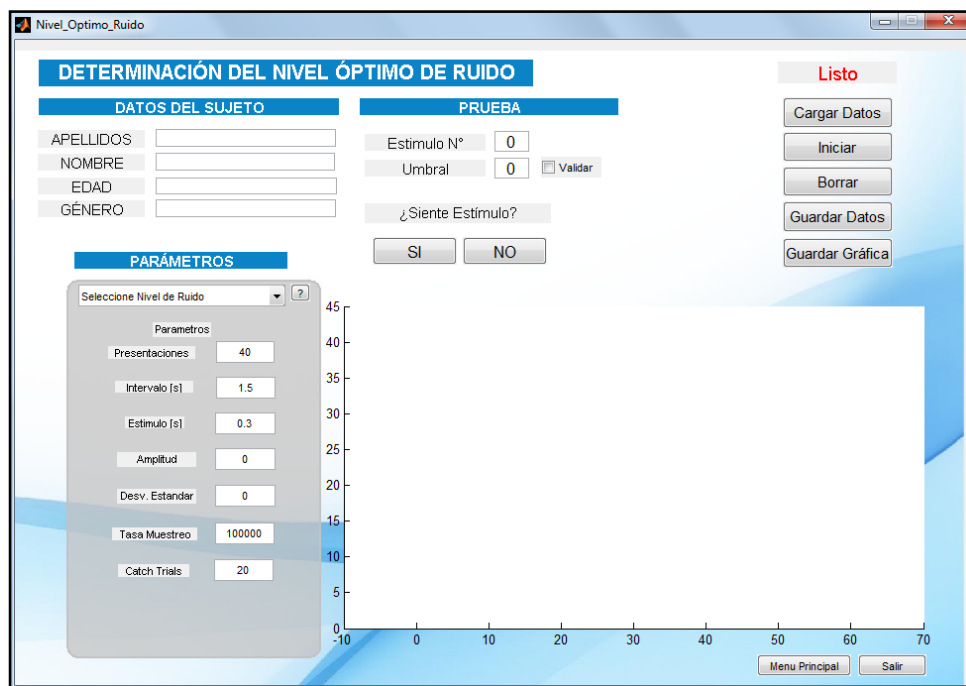 Nivel_Optimo_Ruido
DETERMINACIÓN DEL NIVEL ÓPTIMO DE RUIDO
Listo
DATOS DEL SUJETO
PRUEBA
Cargar Datos
APELLIDOS
Estimulo N° 0
Iniciar
NOMBRE
Umbral 0 Validar
EDAD
Borrar
GÉNERO
¿Siente Estímulo?
Guardar Datos
SI NO
Guardar Gráfica
PARÁMETROS
Seleccione Nivel de Ruido ?
Parametros
Presentaciones 40
Intervalo [s] 1.5
Estimulo [s] 0.3
Amplitud 0
Desv. Estandar 0
Tasa Muestreo 100000
Catch Trials 20
45
40
35
30
25
20
15
10
5
0
-10 0 10 20 30 40 50 60 70
Menu Principal Salir